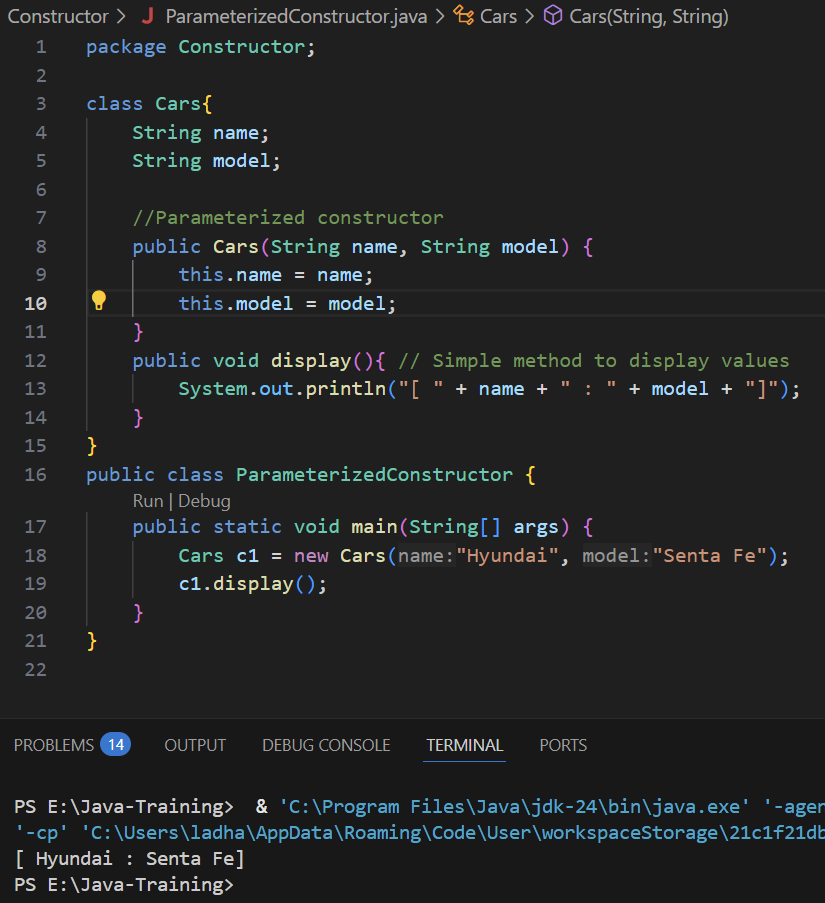 Constructor > J ParameterizedConstructor.java > Cars > Cars(String, String)
1 package Constructor;
2
3 class Cars{
4 String name;
5 String model;
6
7 //Parameterized constructor
8 public Cars(String name, String model) {
9 this.name = name;
10 this.model = model;
11 }
12 public void display(){ // Simple method to display values
13 System.out.println("[ " + name + " : " + model + "]");
14 }
15 }
16 public class ParameterizedConstructor {
Run | Debug
17 public static void main(String[] args) {
18 Cars c1 = new Cars(name:"Hyundai", model:"Senta Fe");
19 c1.display();
20 }
21 }
22
PROBLEMS 14 OUTPUT DEBUG CONSOLE TERMINAL PORTS
PS E:\Java-Training> & 'C:\Program Files\Java\jdk-24\bin\java.exe' '-agen
'-cp' 'C:\Users\ladha\AppData\Roaming\Code\User\workspaceStorage\21c1f21db
[ Hyundai : Senta Fe]
PS E:\Java-Training>